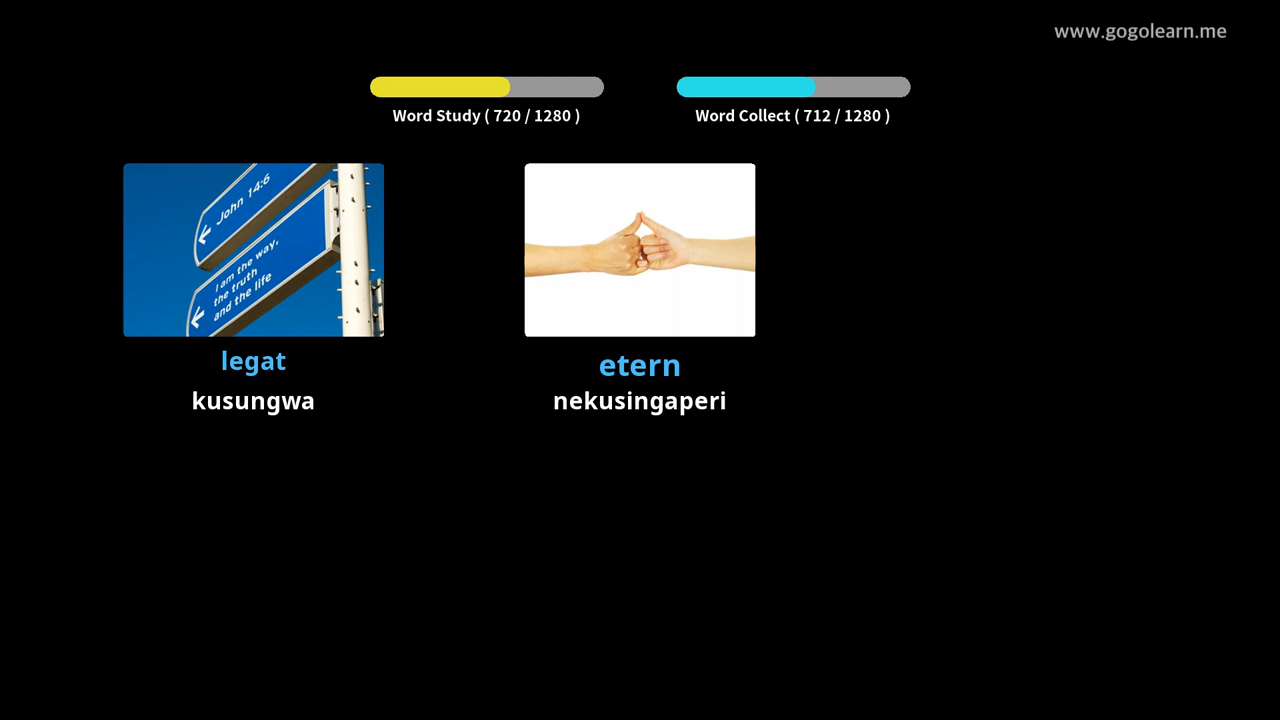 www.gogolearn.me
Word Study ( 720 / 1280 )
Word Collect ( 712 / 1280 )
John 14:6
I am the way,
the truth
and the life
legat
kusungwa
etern
nekusingaperi